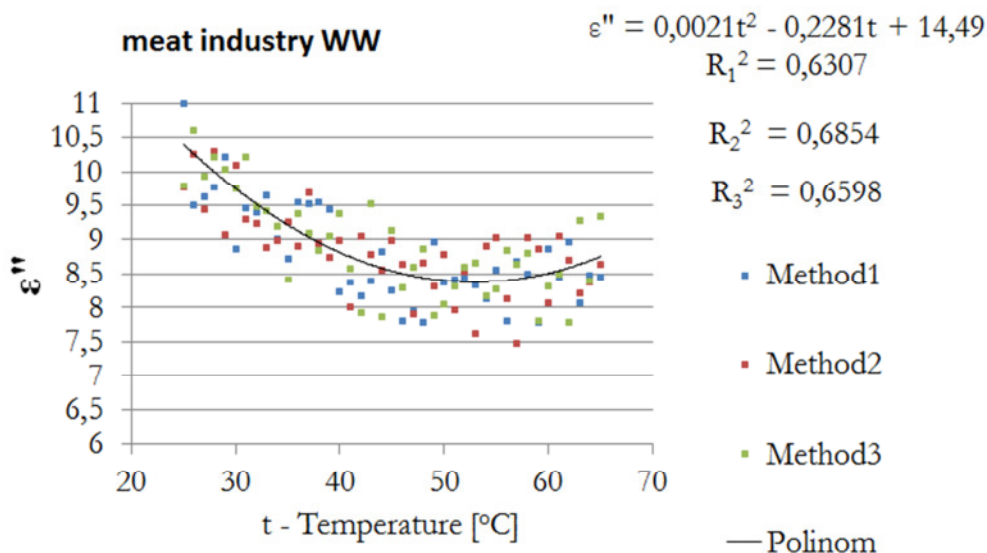 meat industry WW
ε" = 0,0021t² - 0,2281t + 14,49
R₁² = 0,6307
R₂² = 0,6854
R₃² = 0,6598
11
10,5
10
9,5
9
8,5
8
7,5
7
6,5
6
ε"
20 30 40 50 60 70
t - Temperature [°C]
Method1
Method2
Method3
Polinom